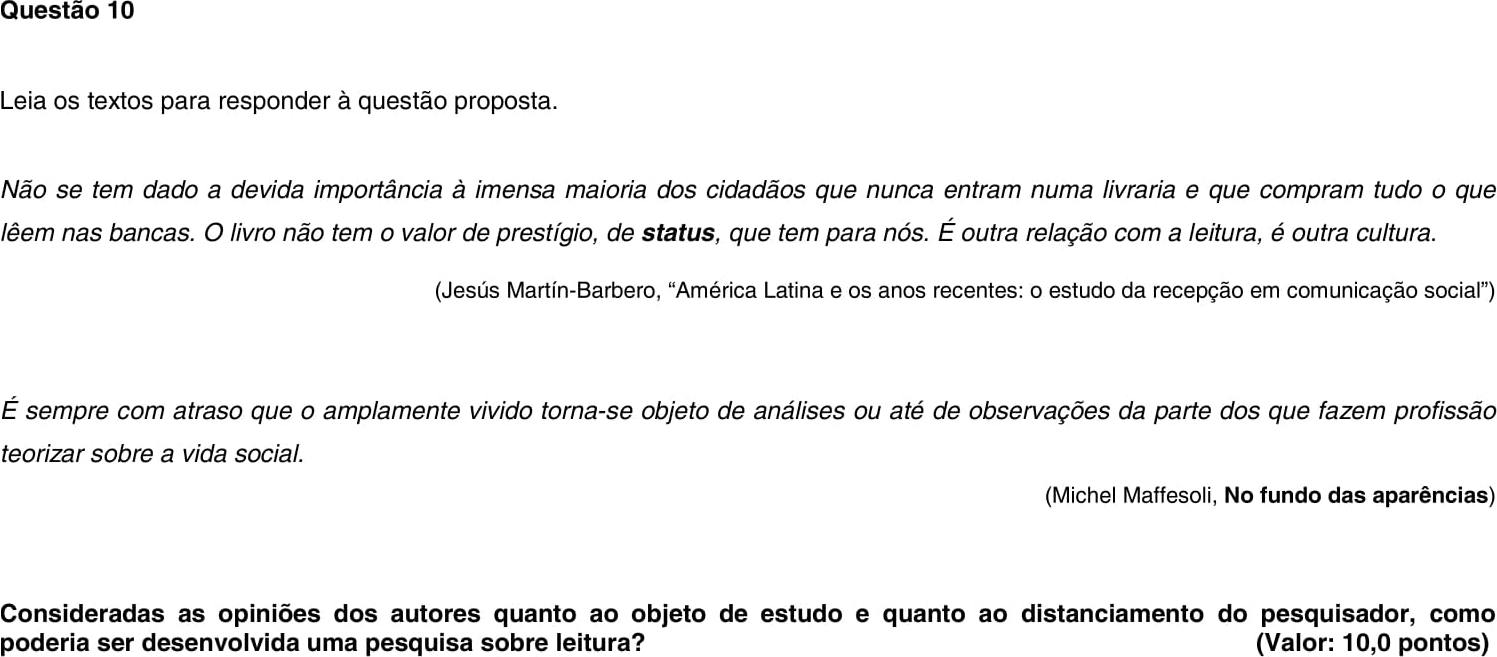 Questão 10
Leia os textos para responder à questão proposta.
Não se tem dado a devida importância à imensa maioria dos cidadãos que nunca entram numa livraria e que compram tudo o que
lêem nas bancas. O livro não tem o valor de prestígio, de status, que tem para nós. É outra relação com a leitura, é outra cultura.
(Jesús Martín-Barbero, “América Latina e os anos recentes: o estudo da recepção em comunicação social”)
É sempre com atraso que o amplamente vivido torna-se objeto de análises ou até de observações da parte dos que fazem profissão
teorizar sobre a vida social.
(Michel Maffesoli, No fundo das aparências)
Consideradas as opiniões dos autores quanto ao objeto de estudo e quanto ao distanciamento do pesquisador, como
poderia ser desenvolvida uma pesquisa sobre leitura? (Valor: 10,0 pontos)